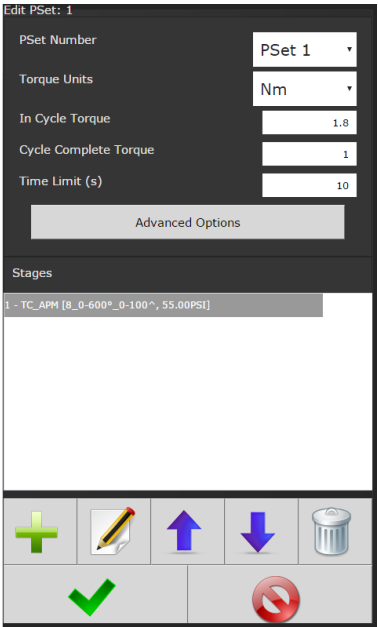 Edit PSet: 1
PSet Number
PSet 1
Torque Units
Nm
In Cycle Torque
1.8
Cycle Complete Torque
1
Time Limit (s)
10
Advanced Options
Stages
1 - TC_APM [8_0-600°_0-100^, 55.00PSI]